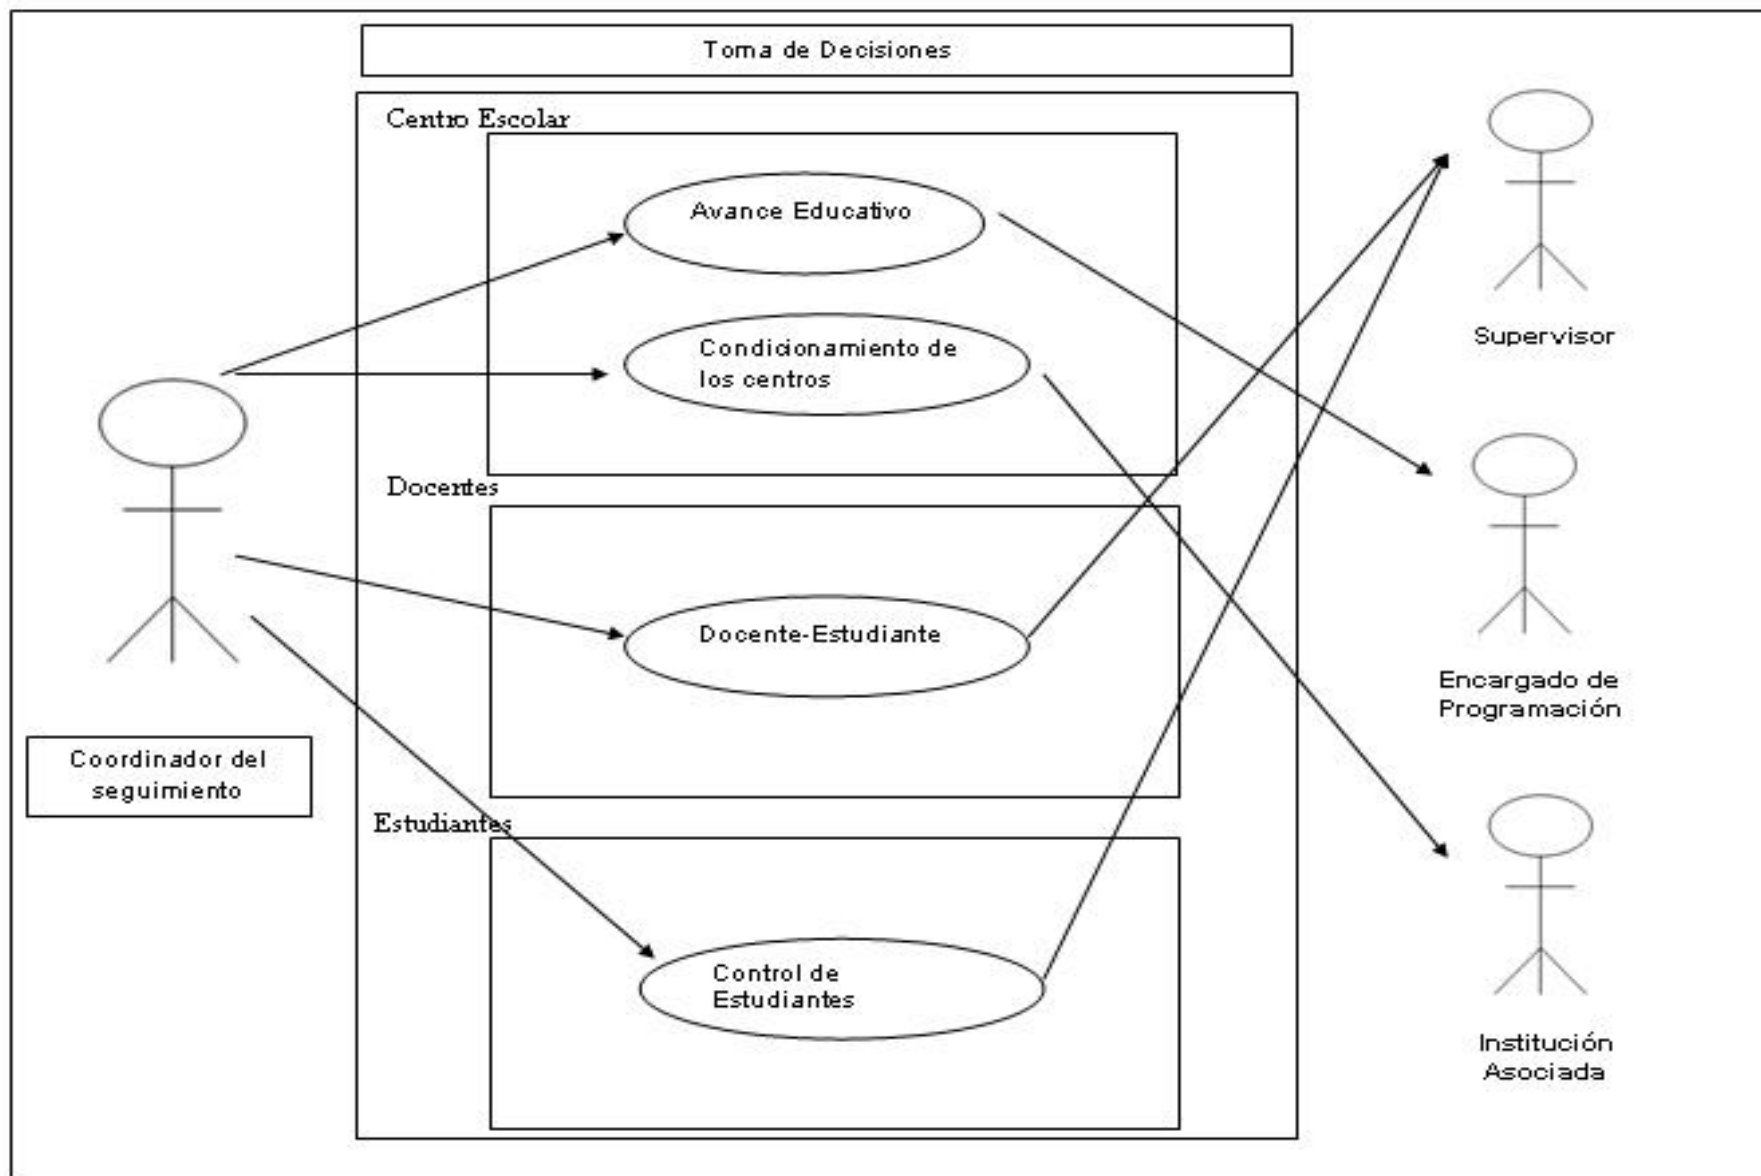 Toma de Decisiones
Centro Escolar
Avance Educativo
Condicionamiento de
los centros
Docentes
Docente-Estudiante
Estudiantes
Control de
Estudiantes
Coordinador del
seguimiento
Supervisor
Encargado de
Programación
Institución
Asociada